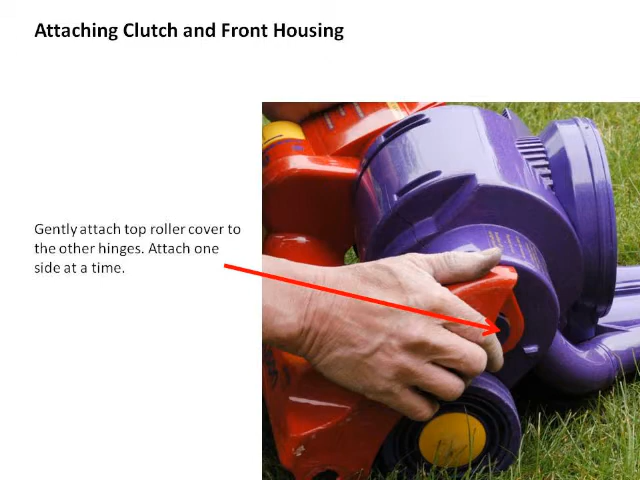 Attaching Clutch and Front Housing
Gently attach top roller cover to
the other hinges. Attach one
side at a time.